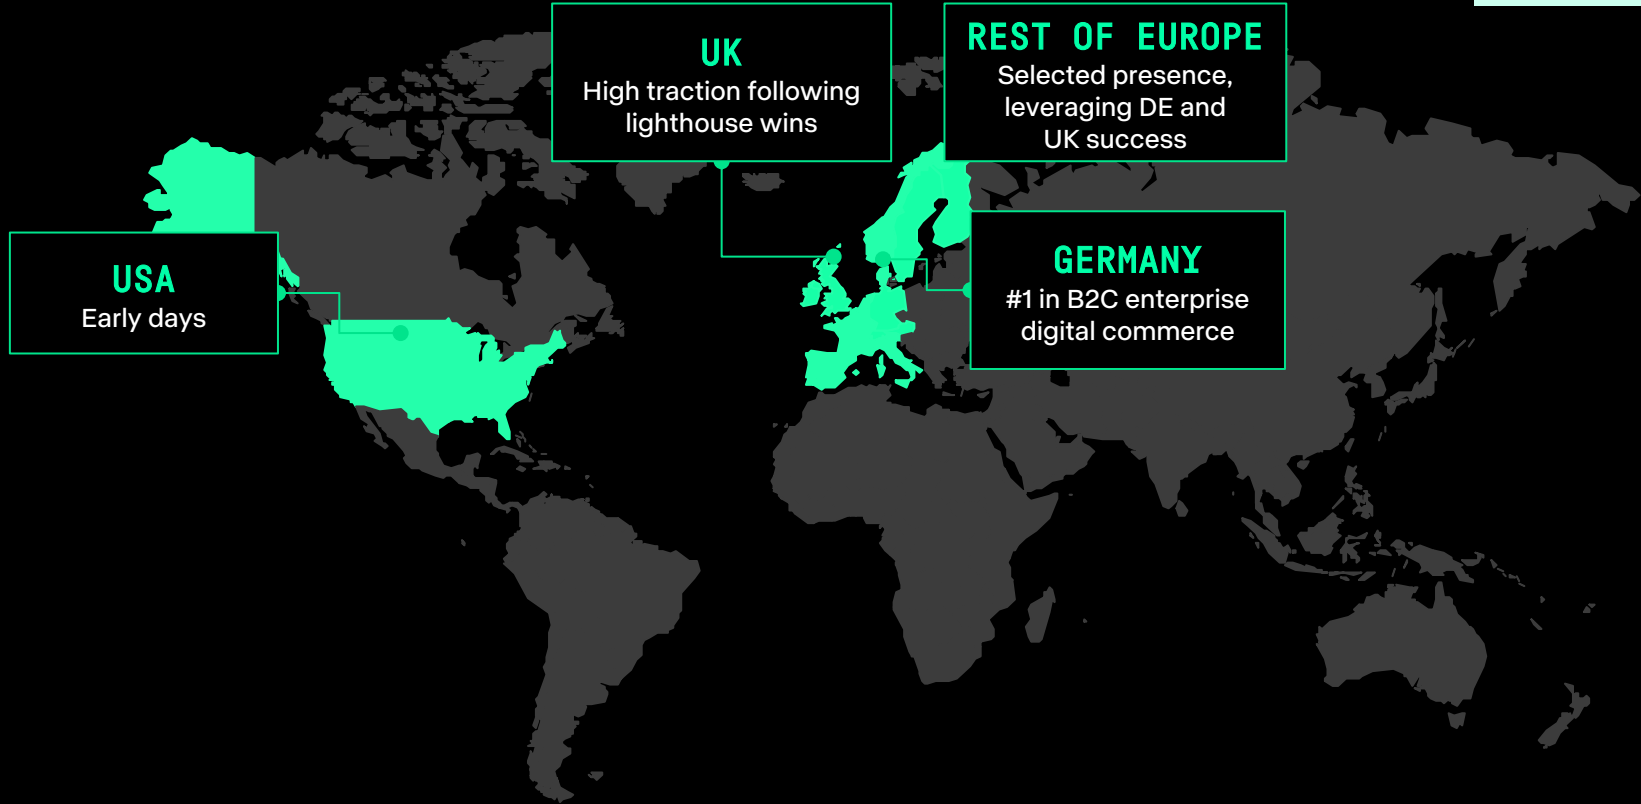 UK
High traction following
lighthouse wins
REST OF EUROPE
Selected presence,
leveraging DE and
UK success
USA
Early days
GERMANY
#1 in B2C enterprise
digital commerce